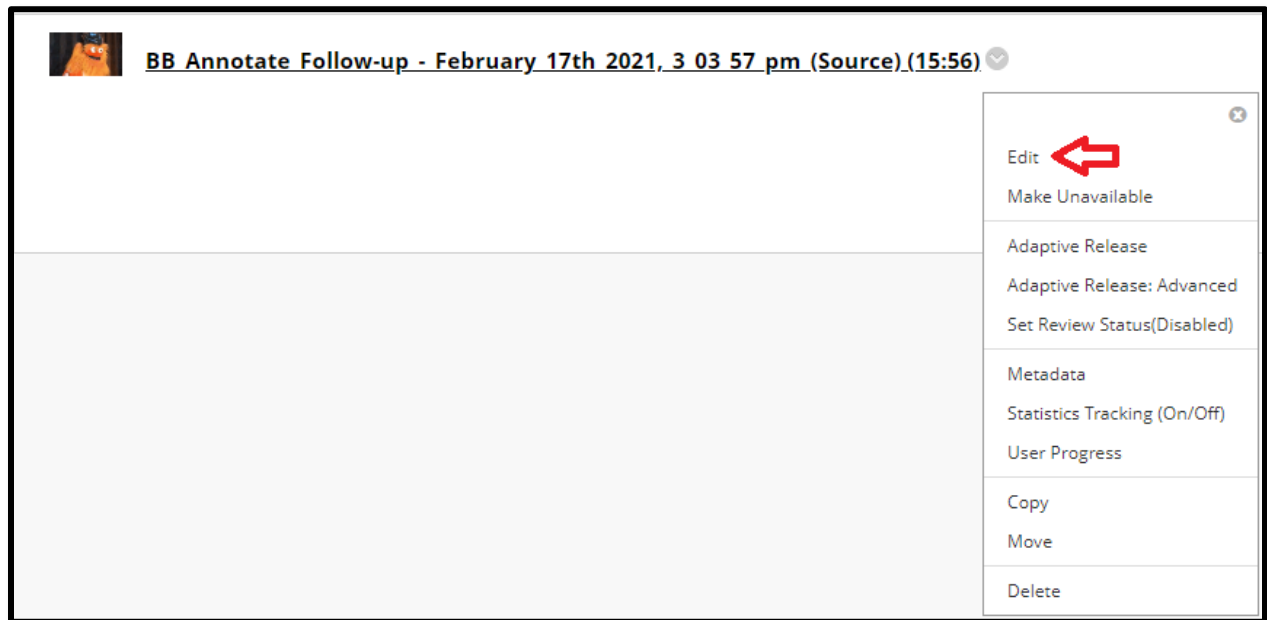 BB Annotate Follow-up - February 17th 2021, 3 03 57 pm (Source) (15:56)
Edit
Make Unavailable
Adaptive Release
Adaptive Release: Advanced
Set Review Status(Disabled)
Metadata
Statistics Tracking (On/Off)
User Progress
Copy
Move
Delete